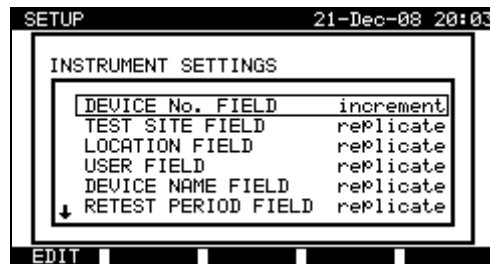 SETUP 21-Dec-08 20:03
INSTRUMENT SETTINGS
DEVICE No. FIELD increment
TEST SITE FIELD replicate
LOCATION FIELD replicate
USER FIELD replicate
DEVICE NAME FIELD replicate
RETEST PERIOD FIELD replicate
EDIT